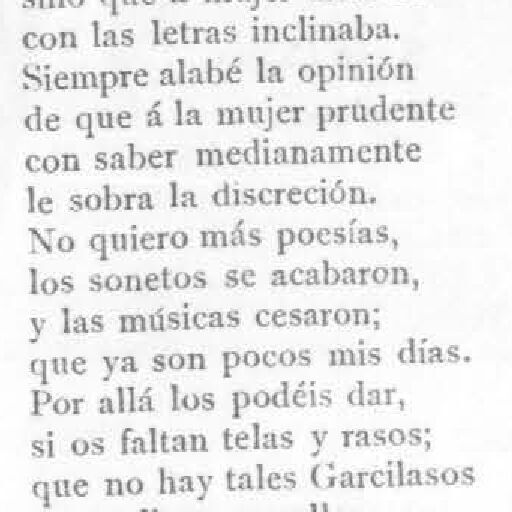 con las letras inclinaba.
Siempre alabé la opinión
de que á la mujer prudente
con saber medianamente
le sobra la discreción.
No quiero más poesías,
los sonetos se acabaron,
y las músicas cesaron;
que ya son pocos mis días.
Por allá los podéis dar,
si os faltan telas y rasos;
que no hay tales Garcilasos